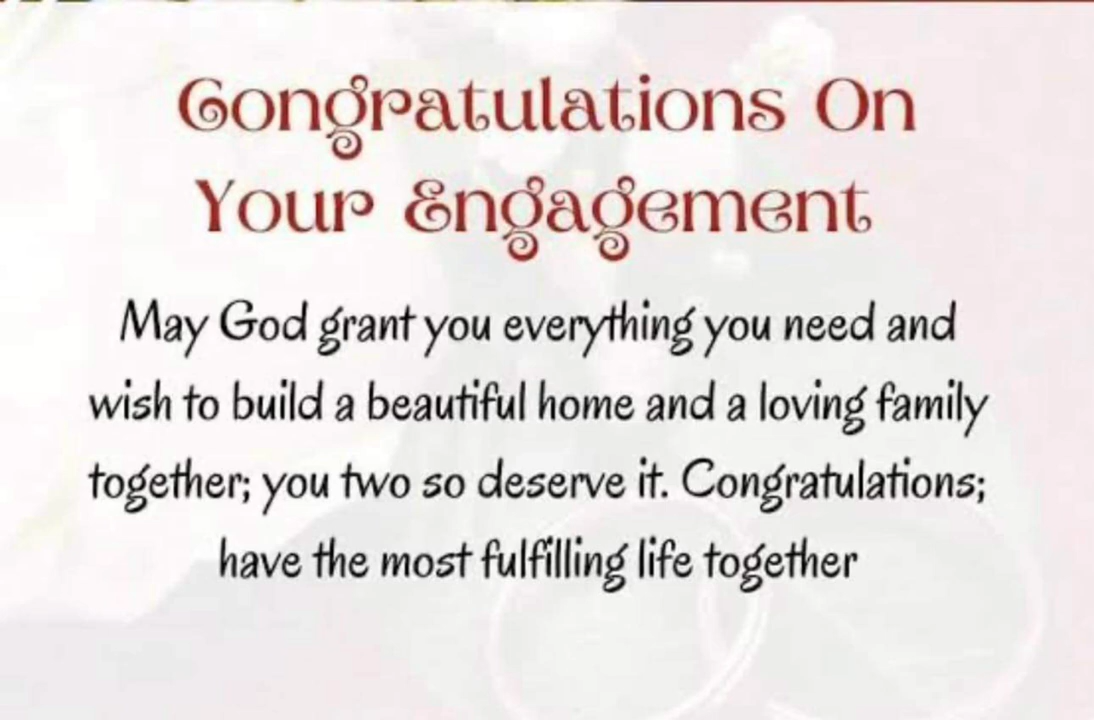 Congratulations On
Your Engagement
May God grant you everything you need and
wish to build a beautiful home and a loving family
together; you two so deserve it. Congratulations;
have the most fulfilling life together